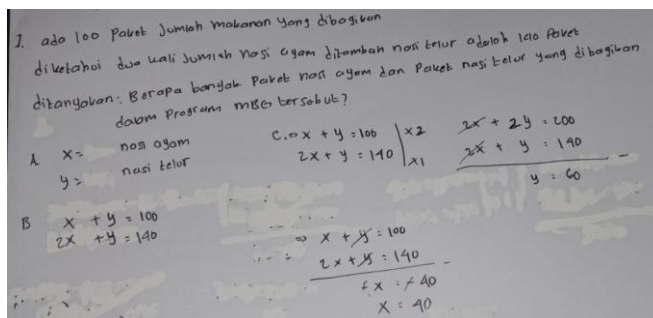 1. ada 100 Paket Jumlah makanan yang dibagikan
diketahui dua kali Jumlah nasi ayam ditambah nasi telur adalah 140 Paket
ditanyakan: Berapa banyak Paket nasi ayam dan Paket nasi telur yang dibagikan
dalam Program MBG tersebut?
A x = nasi ayam
y = nasi telur
B x + y = 100
2x + y = 140
C. => x + y = 100 | x2
2x + y = 140 | x1
2x + 2y = 200
2x + y = 140 -
y = 60
=> x + y = 100
2x + y = 140 -
-x = -40
x = 40